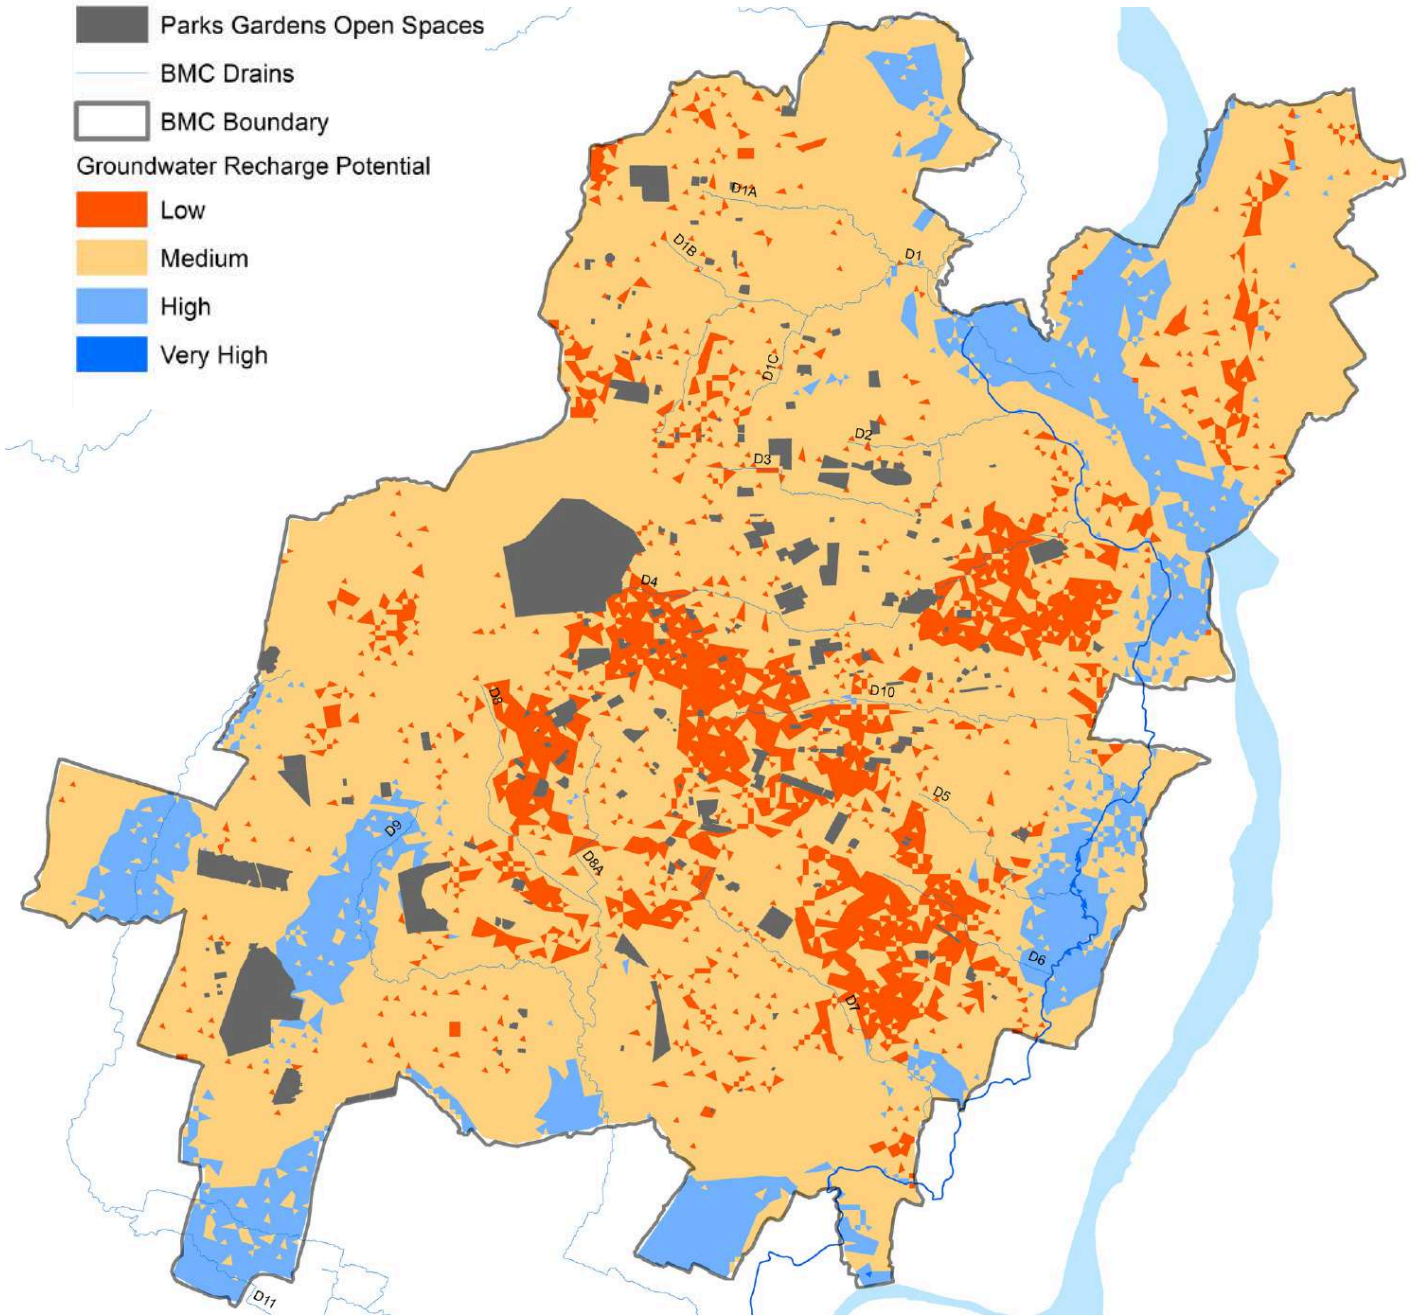 Parks Gardens Open Spaces
BMC Drains
BMC Boundary
Groundwater Recharge Potential
Low
Medium
High
Very High
D1A
D1B
D1
D1C
D2
D3
D4
D10
D8
D5
D9
D8A
D6
D7
D11